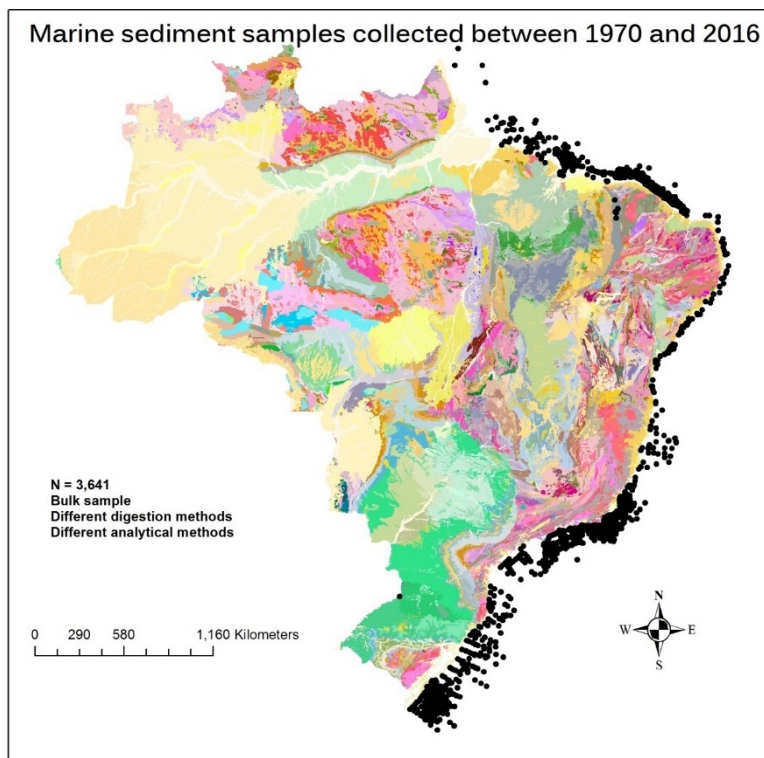 Marine sediment samples collected between 1970 and 2016
N = 3,641
Bulk sample
Different digestion methods
Different analytical methods
0 290 580 1,160 Kilometers
N
W E
S